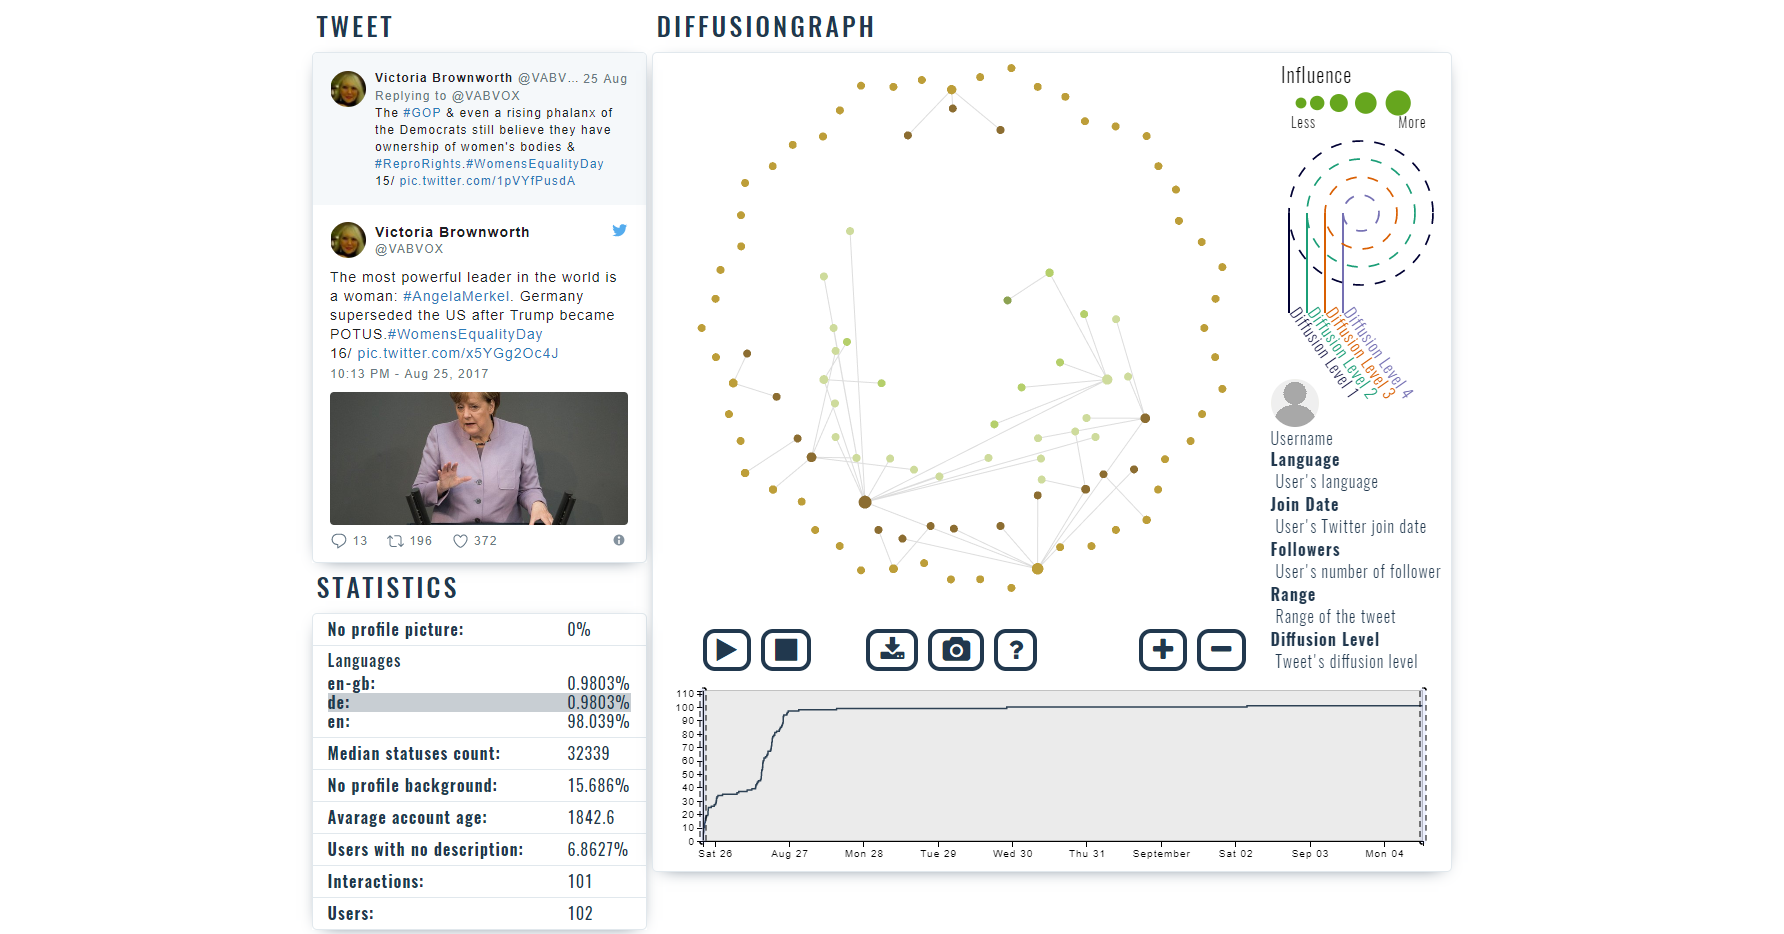 TWEET
Victoria Brownworth @VABV... 25 Aug
Replying to @VABVOX
The #GOP & even a rising phalanx of
the Democrats still believe they have
ownership of women's bodies &
#ReproRights.#WomensEqualityDay
15/ pic.twitter.com/1pVYfPusdA
Victoria Brownworth
@VABVOX
The most powerful leader in the world is
a woman: #AngelaMerkel. Germany
superseded the US after Trump became
POTUS.#WomensEqualityDay
16/ pic.twitter.com/x5YGg2Oc4J
10:13 PM - Aug 25, 2017
13 196 372
STATISTICS
No profile picture: 0%
Languages
en-gb: 0.9803%
de: 0.9803%
en: 98.039%
Median statuses count: 32339
No profile background: 15.686%
Avarage account age: 1842.6
Users with no description: 6.8627%
Interactions: 101
Users: 102
DIFFUSIONGRAPH
Influence
Less More
Diffusion Level 1
Diffusion Level 2
Diffusion Level 3
Diffusion Level 4
Username
Language
User's language
Join Date
User's Twitter join date
Followers
User's number of follower
Range
Range of the tweet
Diffusion Level
Tweet's diffusion level
?
110
100
90
80
70
60
50
40
30
20
10
0
Sat 26 Aug 27 Mon 28 Tue 29 Wed 30 Thu 31 September Sat 02 Sep 03 Mon 04